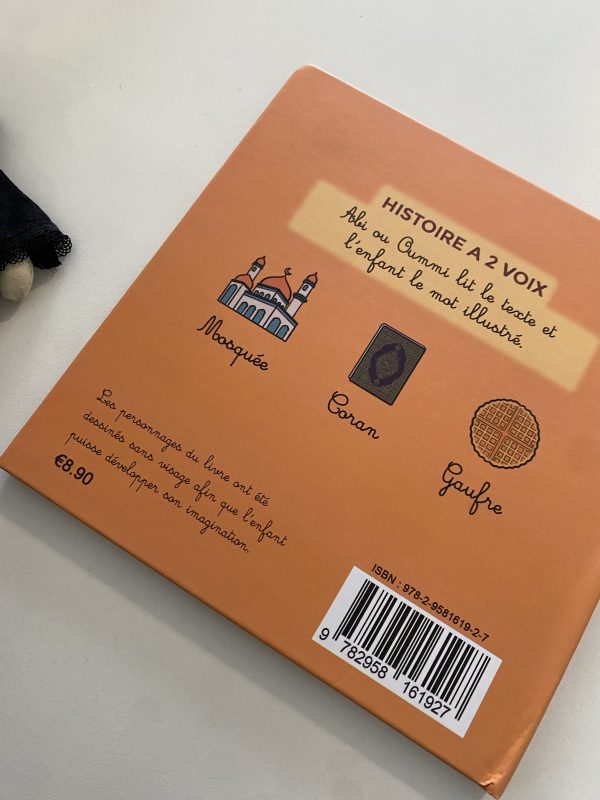 HISTOIRE A 2 VOIX
Abi ou Oummi lit le texte et
l'enfant le mot illustré.
Mosquée
Coran
Gaufre
Les personnages du livre ont été
dessinés sans visage afin que l'enfant
puisse développer son imagination.
€8.90
ISBN : 978-2-9581619-2-7
9 782958 161927